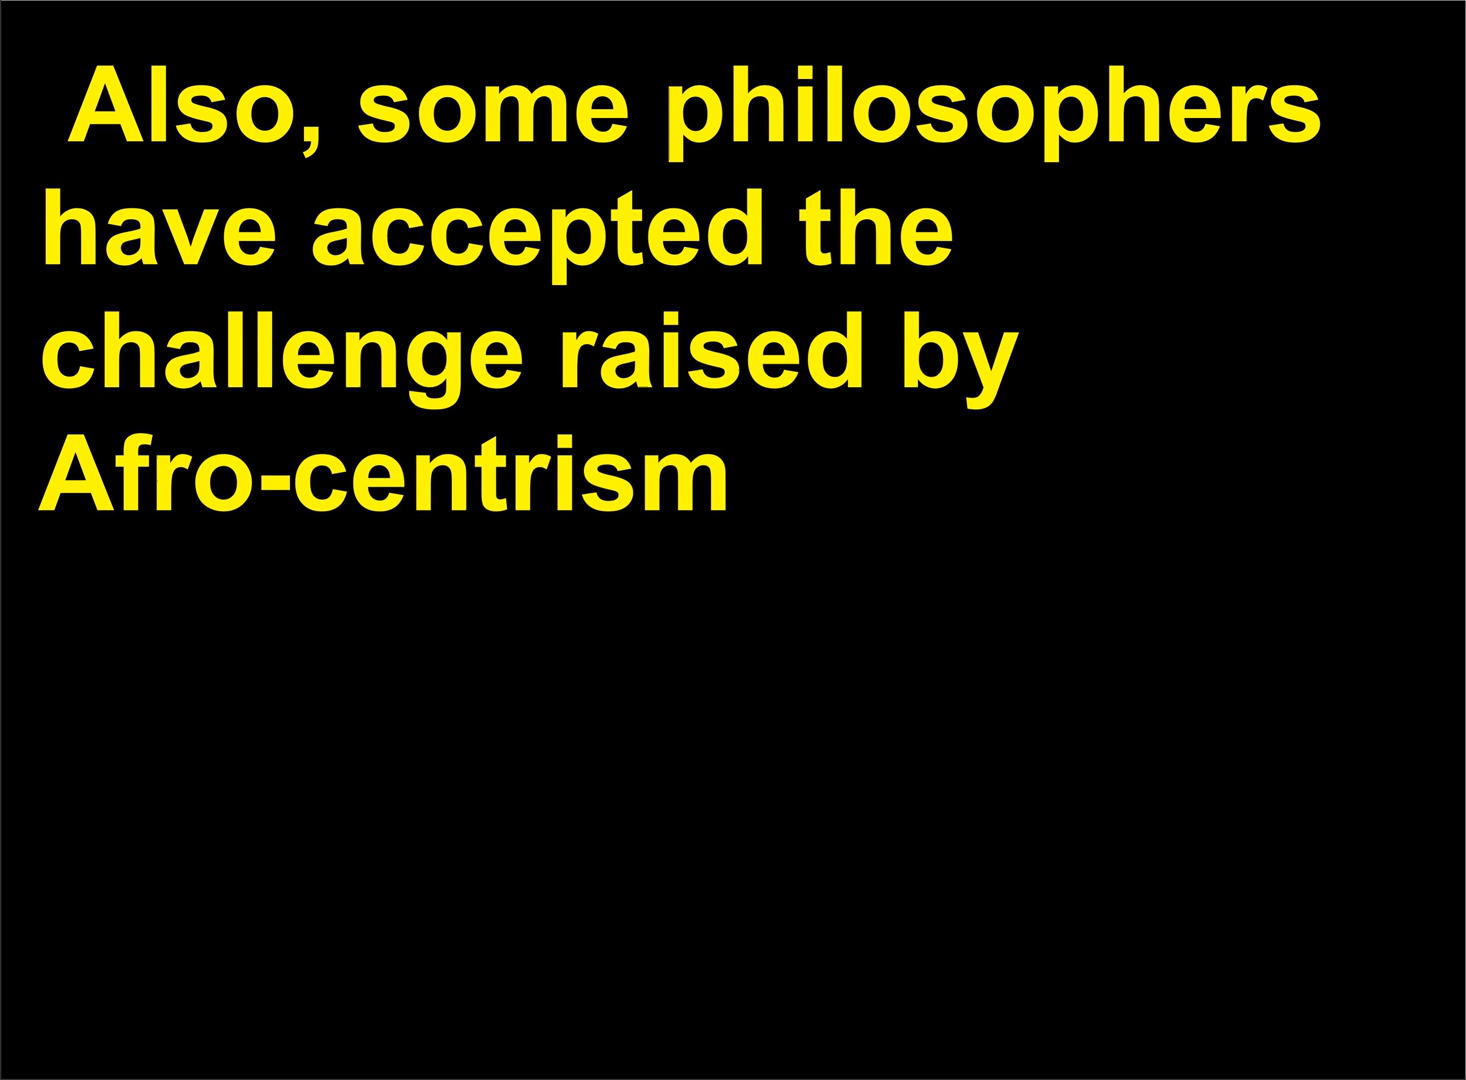 Also, some philosophers
have accepted the
challenge raised by
Afro-centrism